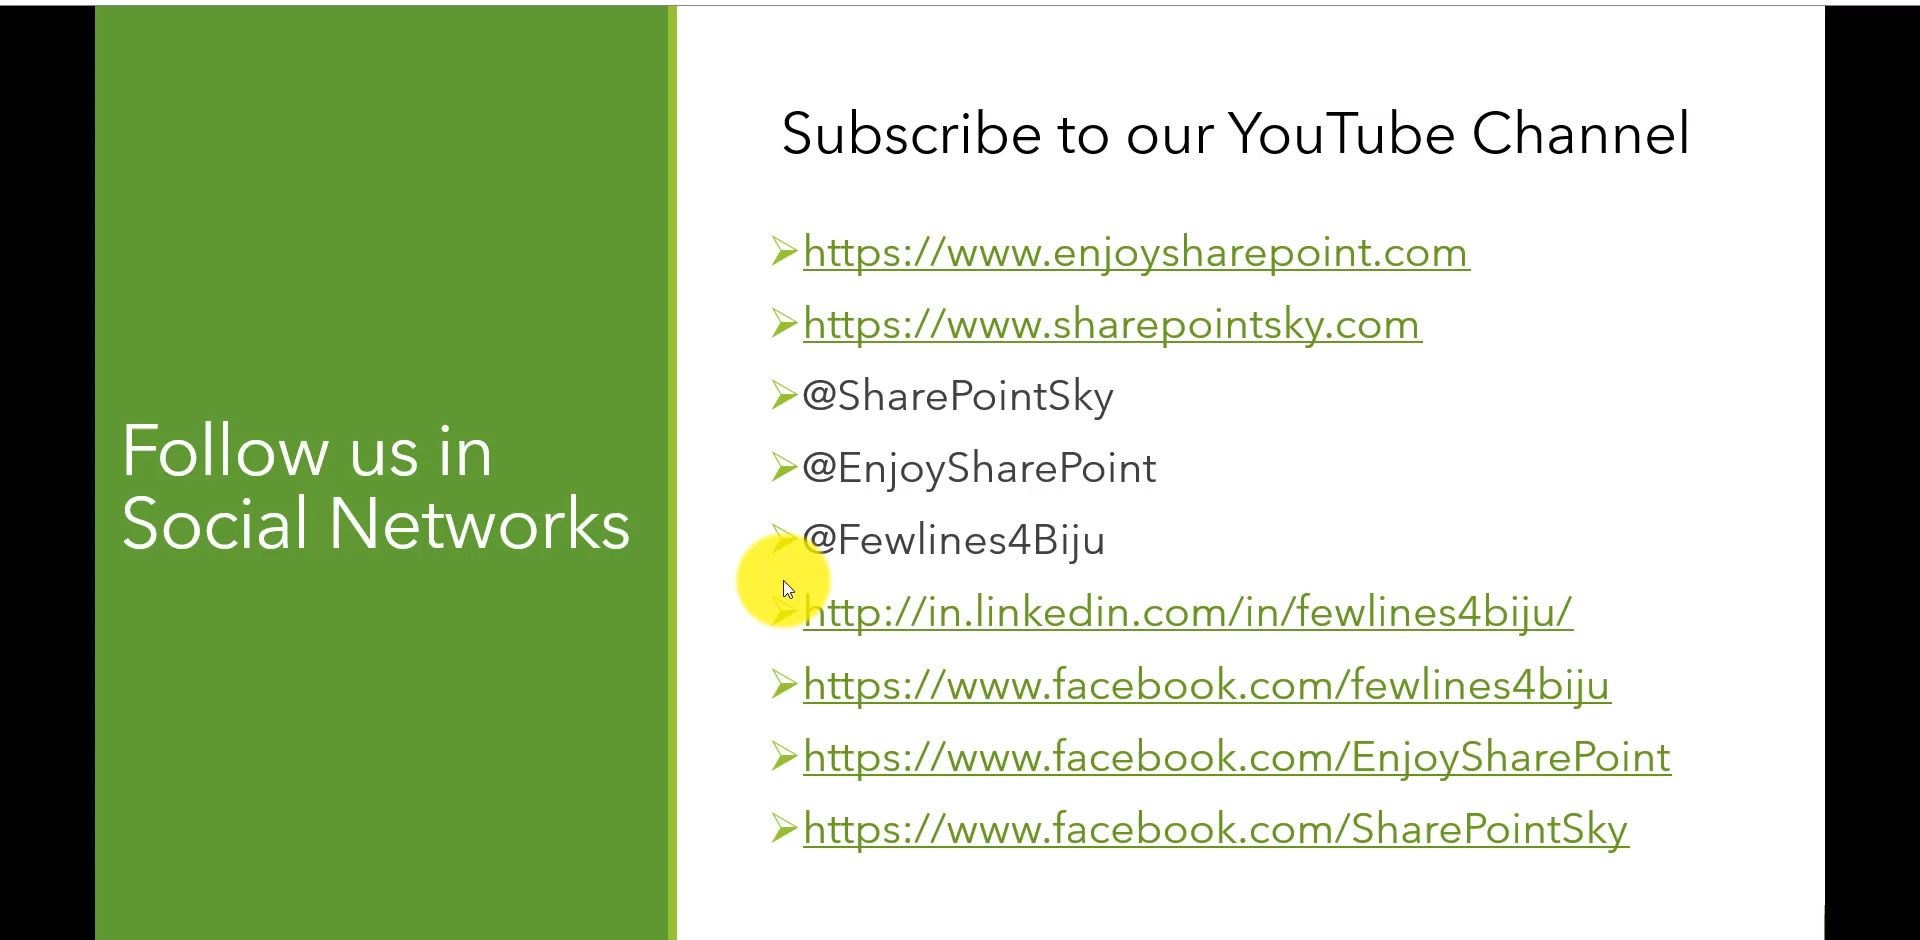 Follow us in
Social Networks
Subscribe to our YouTube Channel
https://www.enjoysharepoint.com
https://www.sharepointsky.com
@SharePointSky
@EnjoySharePoint
@Fewlines4Biju
http://in.linkedin.com/in/fewlines4biju/
https://www.facebook.com/fewlines4biju
https://www.facebook.com/EnjoySharePoint
https://www.facebook.com/SharePointSky